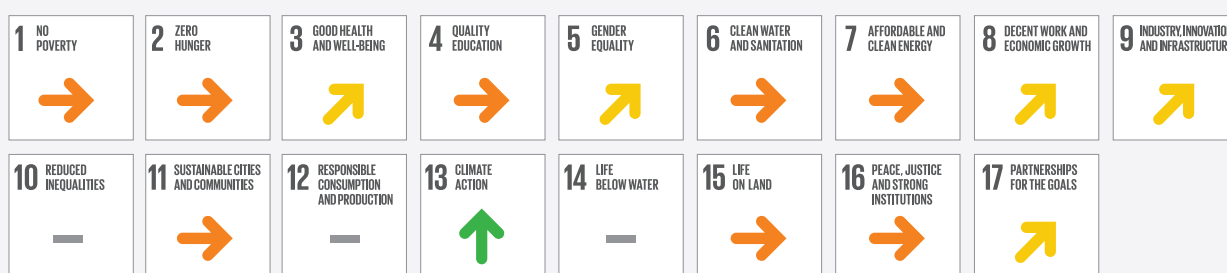 1 NO POVERTY
2 ZERO HUNGER
3 GOOD HEALTH AND WELL-BEING
4 QUALITY EDUCATION
5 GENDER EQUALITY
6 CLEAN WATER AND SANITATION
7 AFFORDABLE AND CLEAN ENERGY
8 DECENT WORK AND ECONOMIC GROWTH
9 INDUSTRY, INNOVATIO AND INFRASTRUCTUR
10 REDUCED INEQUALITIES
11 SUSTAINABLE CITIES AND COMMUNITIES
12 RESPONSIBLE CONSUMPTION AND PRODUCTION
13 CLIMATE ACTION
14 LIFE BELOW WATER
15 LIFE ON LAND
16 PEACE, JUSTICE AND STRONG INSTITUTIONS
17 PARTNERSHIPS FOR THE GOALS